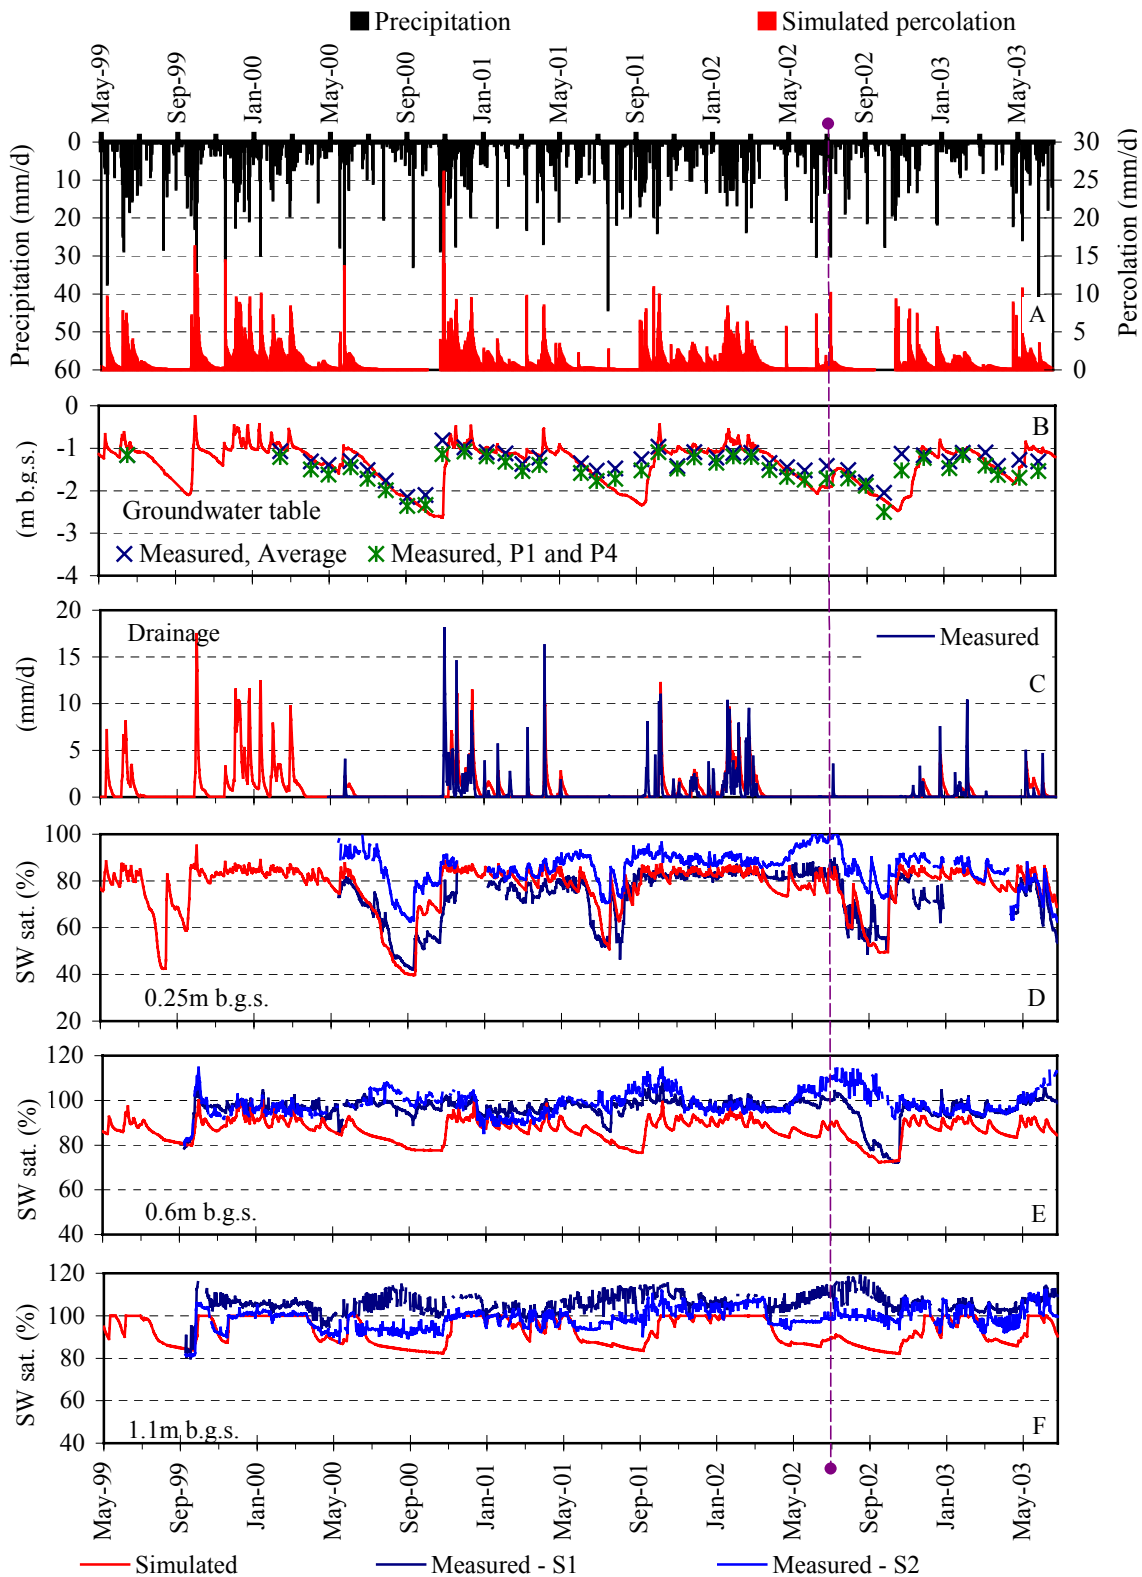 Precipitation
Simulated percolation
May-99 Sep-99 Jan-00 May-00 Sep-00 Jan-01 May-01 Sep-01 Jan-02 May-02 Sep-02 Jan-03 May-03
Precipitation (mm/d)
0
10
20
30
40
50
60
Percolation (mm/d)
30
25
20
15
10
5
0
A
(m b.g.s.)
0
-1
-2
-3
-4
B
Groundwater table
Measured, Average Measured, P1 and P4
(mm/d)
20
15
10
5
0
Drainage
Measured
C
SW sat. (%)
100
80
60
40
20
0.25m b.g.s.
D
SW sat. (%)
120
100
80
60
40
0.6m b.g.s.
E
SW sat. (%)
120
100
80
60
40
1.1m b.g.s.
F
May-99 Sep-99 Jan-00 May-00 Sep-00 Jan-01 May-01 Sep-01 Jan-02 May-02 Sep-02 Jan-03 May-03
Simulated Measured - S1 Measured - S2